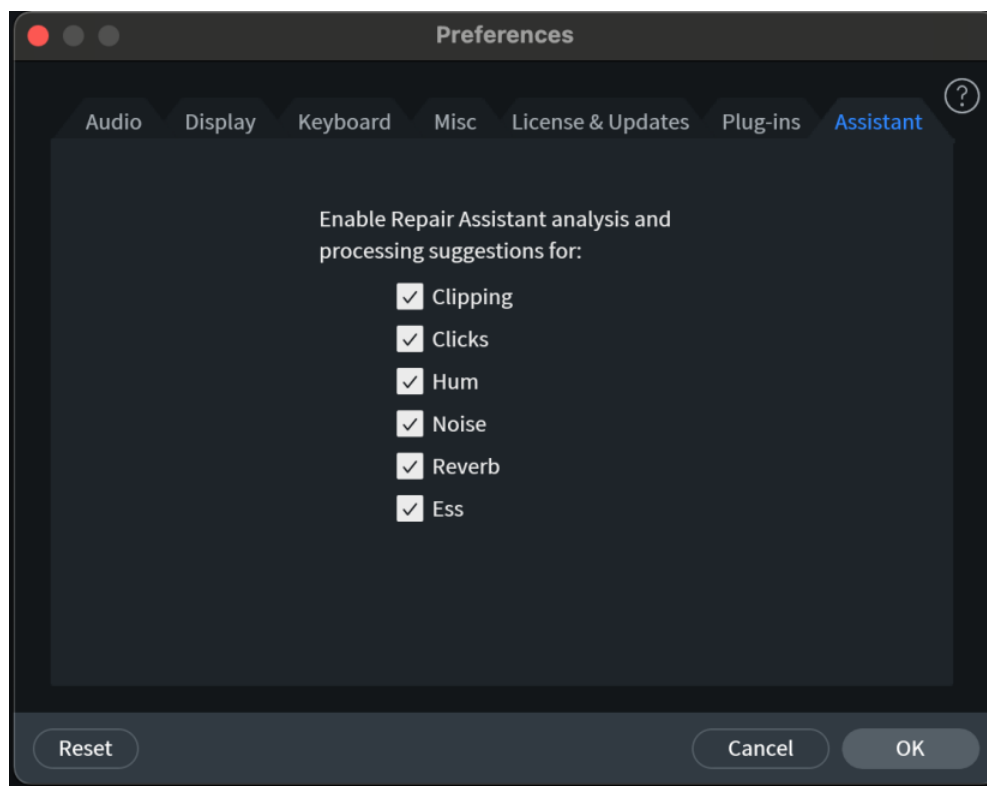 Preferences
?
Audio Display Keyboard Misc License & Updates Plug-ins Assistant
Enable Repair Assistant analysis and
processing suggestions for:
Clipping
Clicks
Hum
Noise
Reverb
Ess
Reset Cancel OK